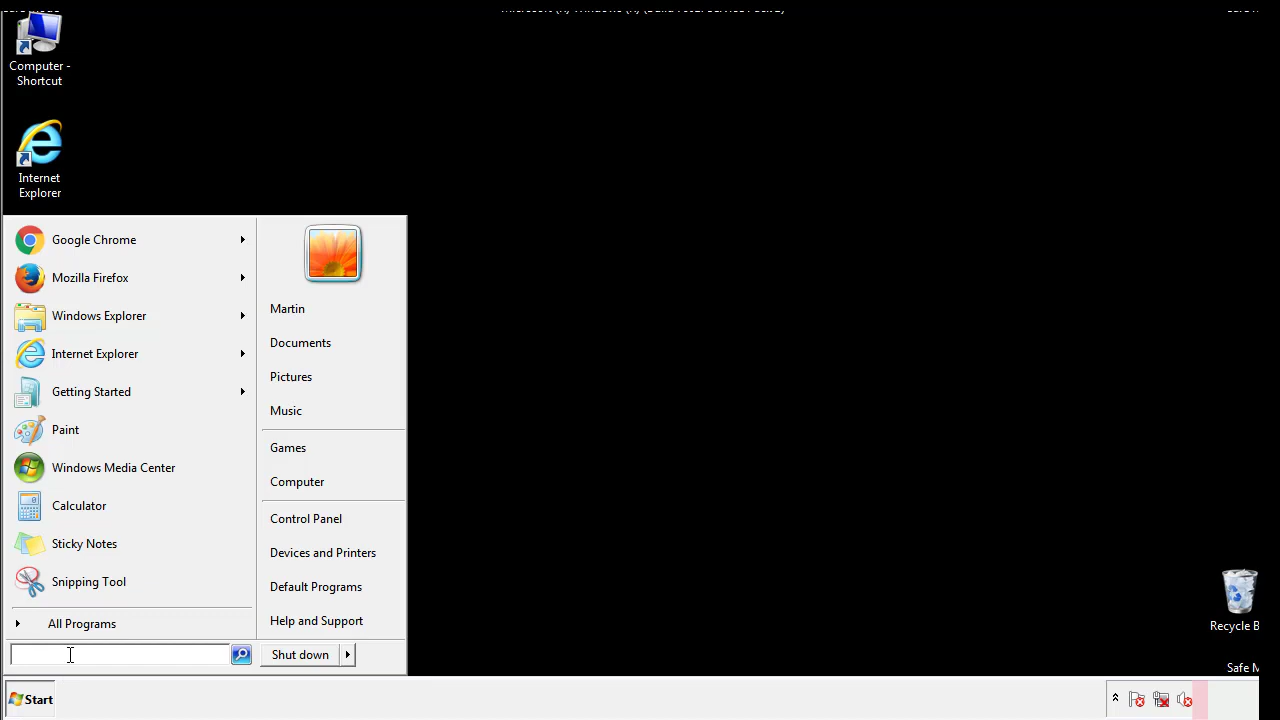 Computer -
Shortcut
Internet
Explorer
Google Chrome
Mozilla Firefox
Windows Explorer
Internet Explorer
Getting Started
Paint
Windows Media Center
Calculator
Sticky Notes
Snipping Tool
All Programs
Martin
Documents
Pictures
Music
Games
Computer
Control Panel
Devices and Printers
Default Programs
Help and Support
Shut down
Recycle B
Safe M
Start